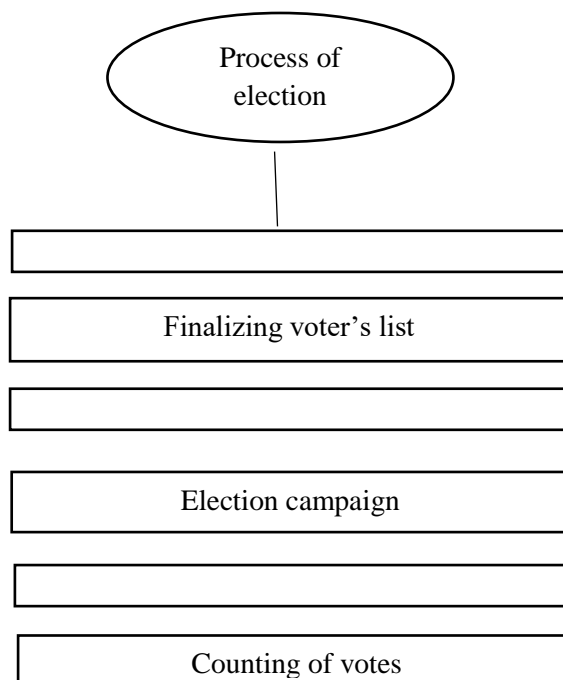 Process of
election
Finalizing voter’s list
Election campaign
Counting of votes